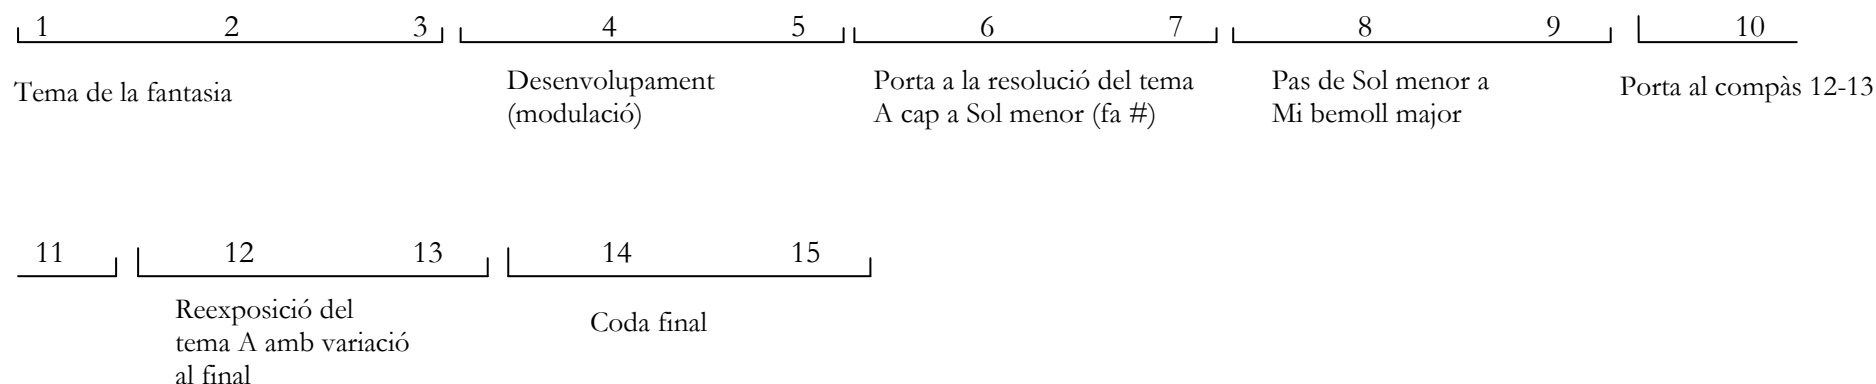 1 2 3 4 5 6 7 8 9 10
Tema de la fantasia
Desenvolupament
(modulació)
Porta a la resolució del tema
A cap a Sol menor (fa #)
Pas de Sol menor a
Mi bemoll major
Porta al compàs 12-13
11 12 13 14 15
Reexposició del
tema A amb variació
al final
Coda final